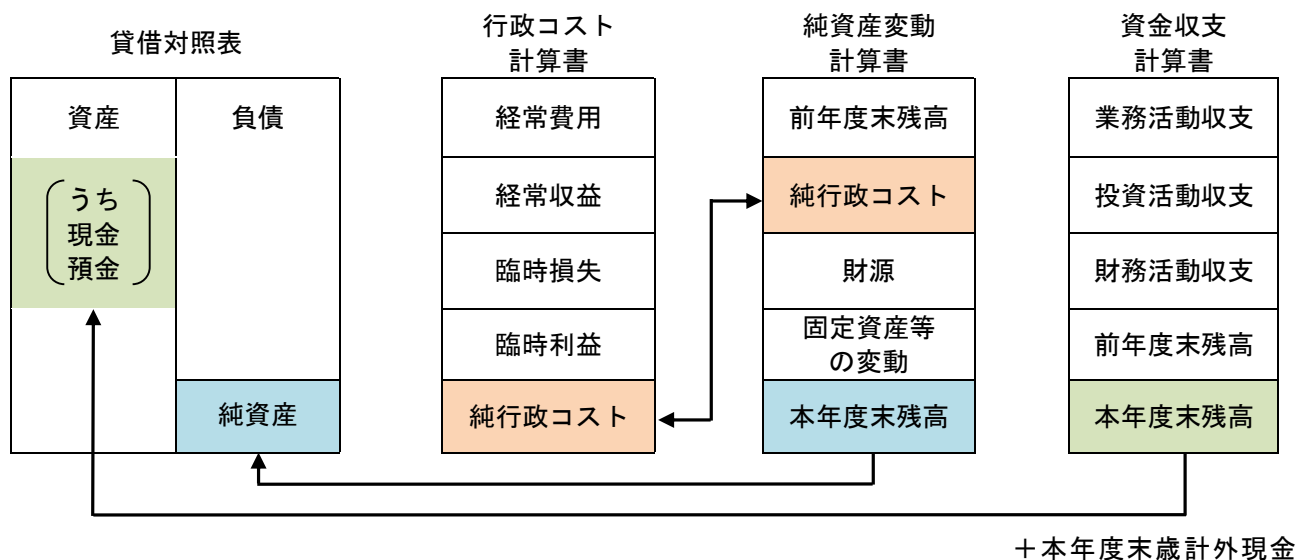 貸借対照表
資産
負債
うち
現金
預金
純資産
行政コスト
計算書
経常費用
経常収益
臨時損失
臨時利益
純行政コスト
純資産変動
計算書
前年度末残高
純行政コスト
財源
固定資産等
の変動
本年度末残高
資金収支
計算書
業務活動収支
投資活動収支
財務活動収支
前年度末残高
本年度末残高
＋本年度末歳計外現金